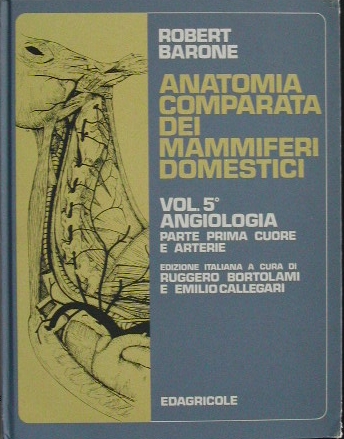 ROBERT
BARONE
ANATOMIA
COMPARATA
DEI
MAMMIFERI
DOMESTICI
VOL. 5°
ANGIOLOGIA
PARTE PRIMA CUORE
E ARTERIE
EDIZIONE ITALIANA A CURA DI
RUGGERO BORTOLAMI
E EMILIO CALLEGARI
EDAGRICOLE